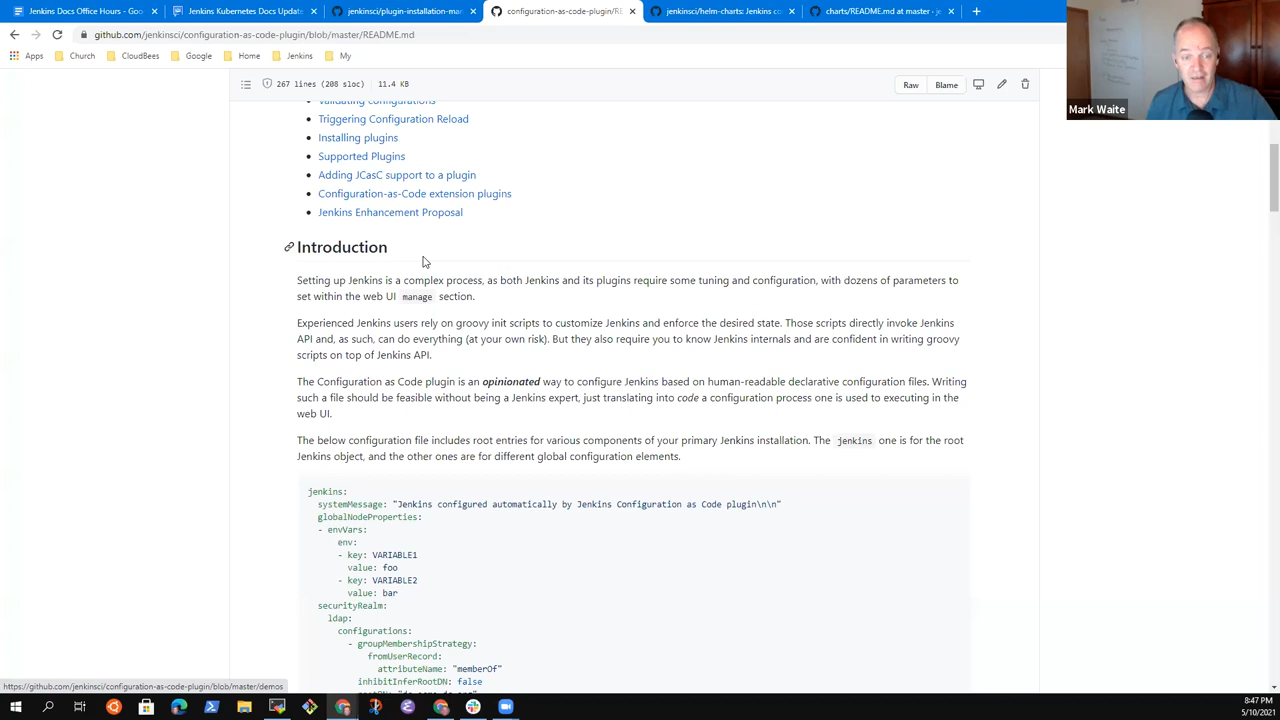 Jenkins Docs Office Hours - Goo
Jenkins Kubernetes Docs Update
jenkinsci/plugin-installation-man
configuration-as-code-plugin/RE
jenkinsci/helm-charts: Jenkins co
charts/README.md at master · je
github.com/jenkinsci/configuration-as-code-plugin/blob/master/README.md
Apps
Church
CloudBees
Google
Home
Jenkins
My
Mark Waite
267 lines (208 sloc)
11.4 KB
Raw
Blame
Validating configurations
Triggering Configuration Reload
Installing plugins
Supported Plugins
Adding JCasC support to a plugin
Configuration-as-Code extension plugins
Jenkins Enhancement Proposal
Introduction
Setting up Jenkins is a complex process, as both Jenkins and its plugins require some tuning and configuration, with dozens of parameters to
set within the web UI manage section.
Experienced Jenkins users rely on groovy init scripts to customize Jenkins and enforce the desired state. Those scripts directly invoke Jenkins
API and, as such, can do everything (at your own risk). But they also require you to know Jenkins internals and are confident in writing groovy
scripts on top of Jenkins API.
The Configuration as Code plugin is an opinionated way to configure Jenkins based on human-readable declarative configuration files. Writing
such a file should be feasible without being a Jenkins expert, just translating into code a configuration process one is used to executing in the
web UI.
The below configuration file includes root entries for various components of your primary Jenkins installation. The jenkins one is for the root
Jenkins object, and the other ones are for different global configuration elements.
jenkins:
systemMessage: "Jenkins configured automatically by Jenkins Configuration as Code plugin\n\n"
globalNodeProperties:
- envVars:
env:
- key: VARIABLE1
value: foo
- key: VARIABLE2
value: bar
securityRealm:
ldap:
configurations:
- groupMembershipStrategy:
fromUserRecord:
attributeName: "memberOf"
inhibitInferRootDN: false
https://github.com/jenkinsci/configuration-as-code-plugin/blob/master/demos
8:47 PM
5/10/2021